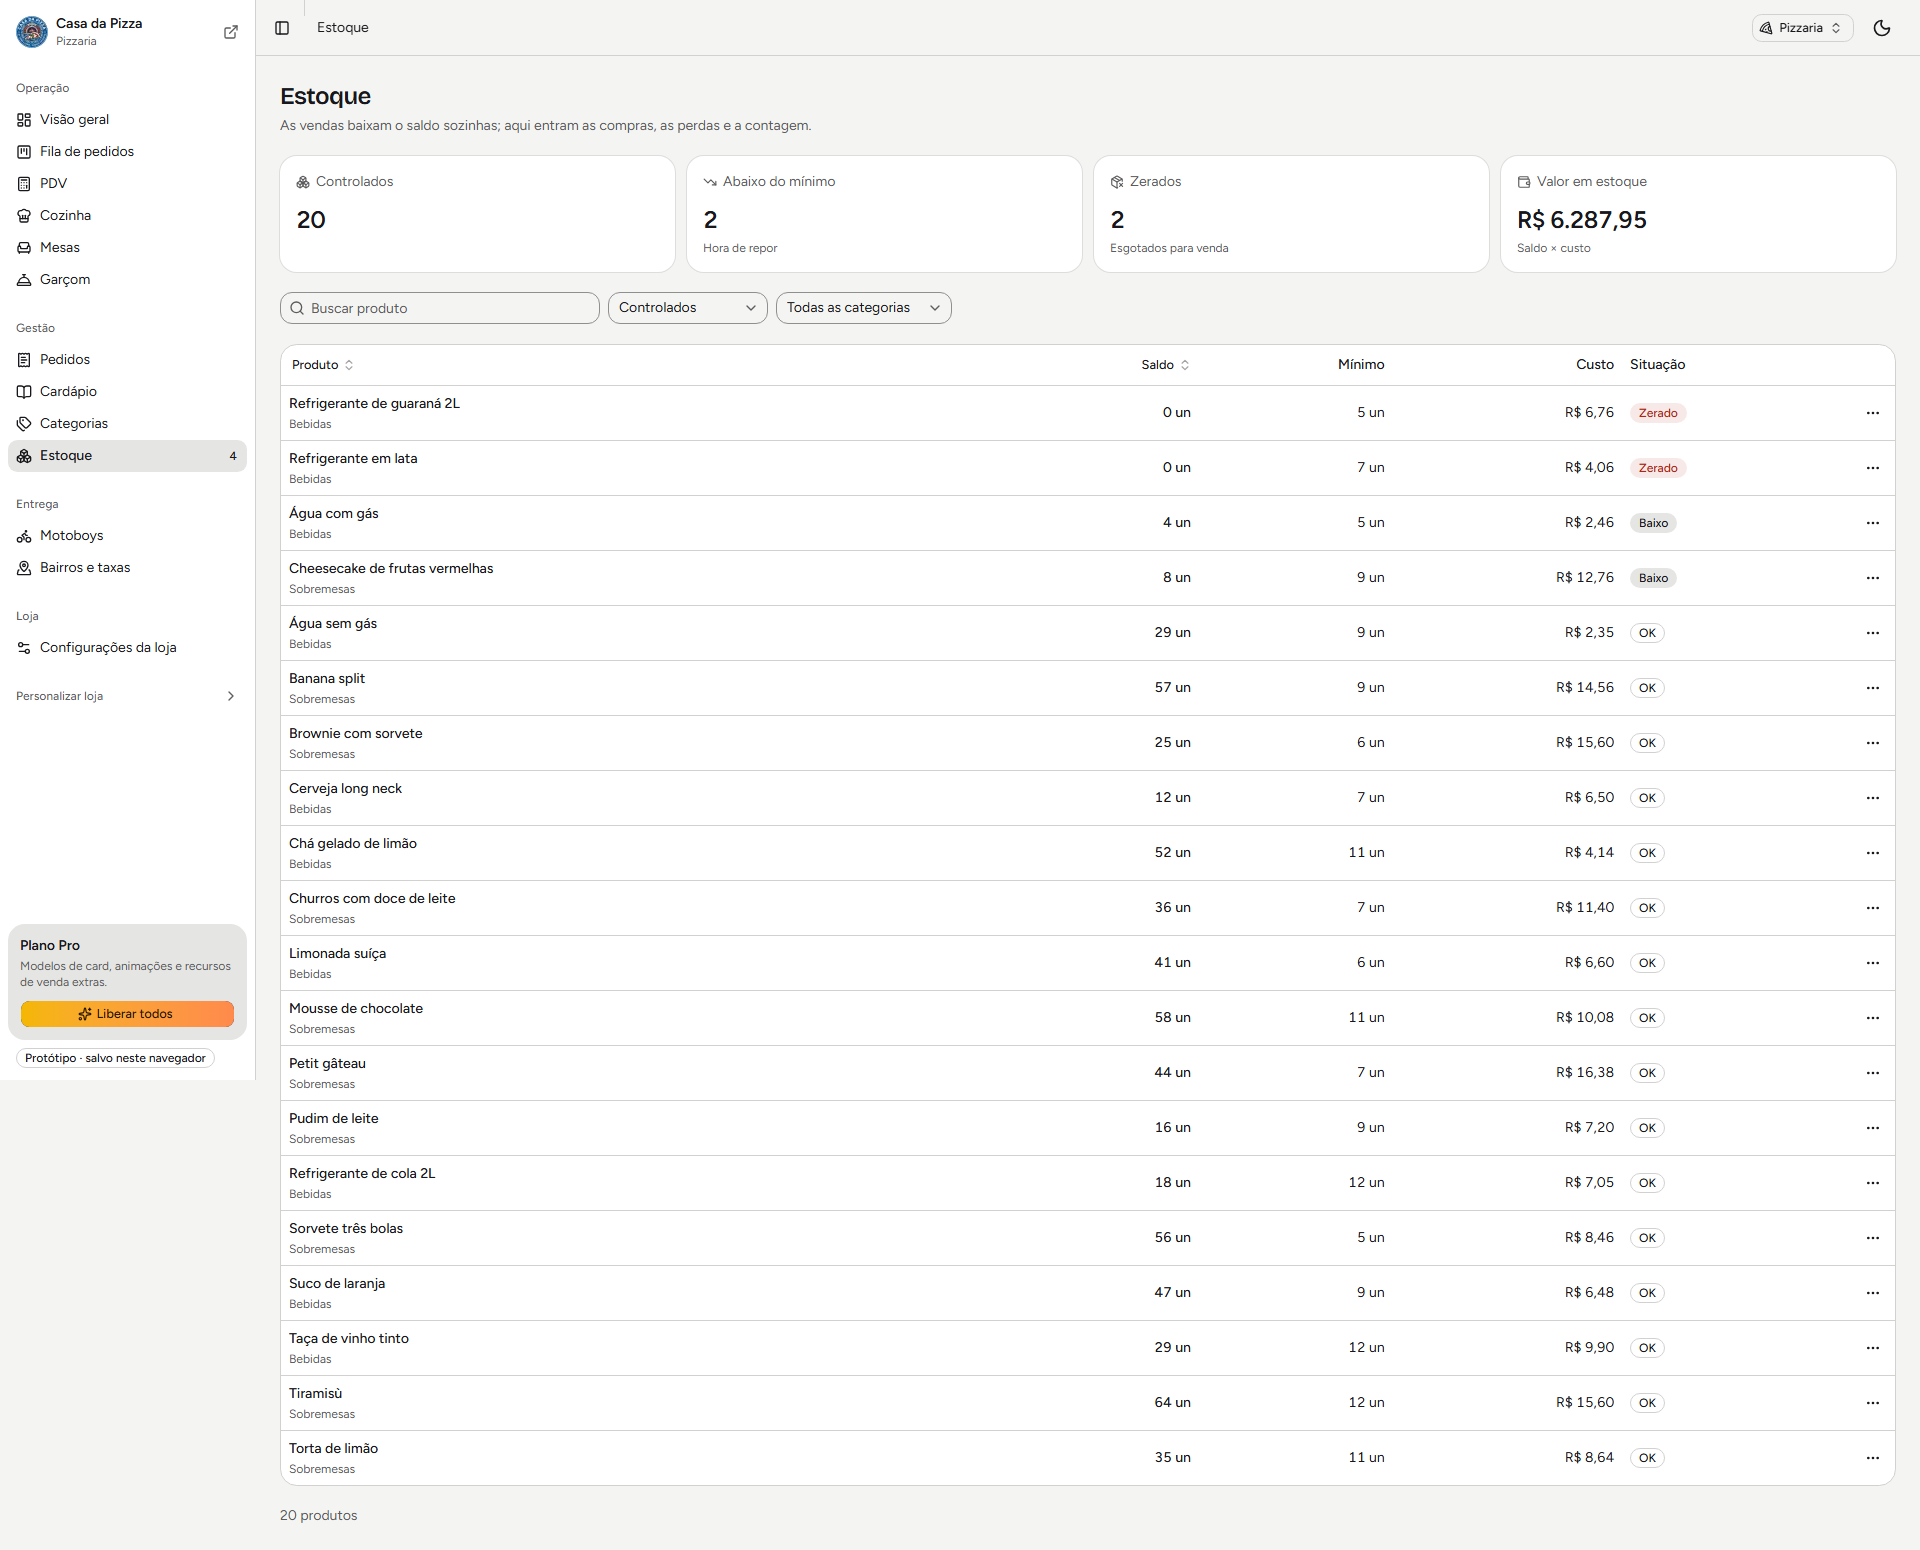 Casa da Pizza
Pizzaria
Operação
Visão geral
Fila de pedidos
PDV
Cozinha
Mesas
Garçom
Gestão
Pedidos
Cardápio
Categorias
Estoque 4
Entrega
Motoboys
Bairros e taxas
Loja
Configurações da loja
Personalizar loja
Plano Pro
Modelos de card, animações e recursos
de venda extras.
Liberar todos
Protótipo · salvo neste navegador
Estoque
Pizzaria
Estoque
As vendas baixam o saldo sozinhas; aqui entram as compras, as perdas e a contagem.
Controlados
20
Abaixo do mínimo
2
Hora de repor
Zerados
2
Esgotados para venda
Valor em estoque
R$ 6.287,95
Saldo × custo
Buscar produto
Controlados
Todas as categorias
Produto Saldo Mínimo Custo Situação
Refrigerante de guaraná 2L
Bebidas
0 un 5 un R$ 6,76 Zerado
Refrigerante em lata
Bebidas
0 un 7 un R$ 4,06 Zerado
Água com gás
Bebidas
4 un 5 un R$ 2,46 Baixo
Cheesecake de frutas vermelhas
Sobremesas
8 un 9 un R$ 12,76 Baixo
Água sem gás
Bebidas
29 un 9 un R$ 2,35 OK
Banana split
Sobremesas
57 un 9 un R$ 14,56 OK
Brownie com sorvete
Sobremesas
25 un 6 un R$ 15,60 OK
Cerveja long neck
Bebidas
12 un 7 un R$ 6,50 OK
Chá gelado de limão
Bebidas
52 un 11 un R$ 4,14 OK
Churros com doce de leite
Sobremesas
36 un 7 un R$ 11,40 OK
Limonada suíça
Bebidas
41 un 6 un R$ 6,60 OK
Mousse de chocolate
Sobremesas
58 un 11 un R$ 10,08 OK
Petit gâteau
Sobremesas
44 un 7 un R$ 16,38 OK
Pudim de leite
Sobremesas
16 un 9 un R$ 7,20 OK
Refrigerante de cola 2L
Bebidas
18 un 12 un R$ 7,05 OK
Sorvete três bolas
Sobremesas
56 un 5 un R$ 8,46 OK
Suco de laranja
Bebidas
47 un 9 un R$ 6,48 OK
Taça de vinho tinto
Bebidas
29 un 12 un R$ 9,90 OK
Tiramisù
Sobremesas
64 un 12 un R$ 15,60 OK
Torta de limão
Sobremesas
35 un 11 un R$ 8,64 OK
20 produtos